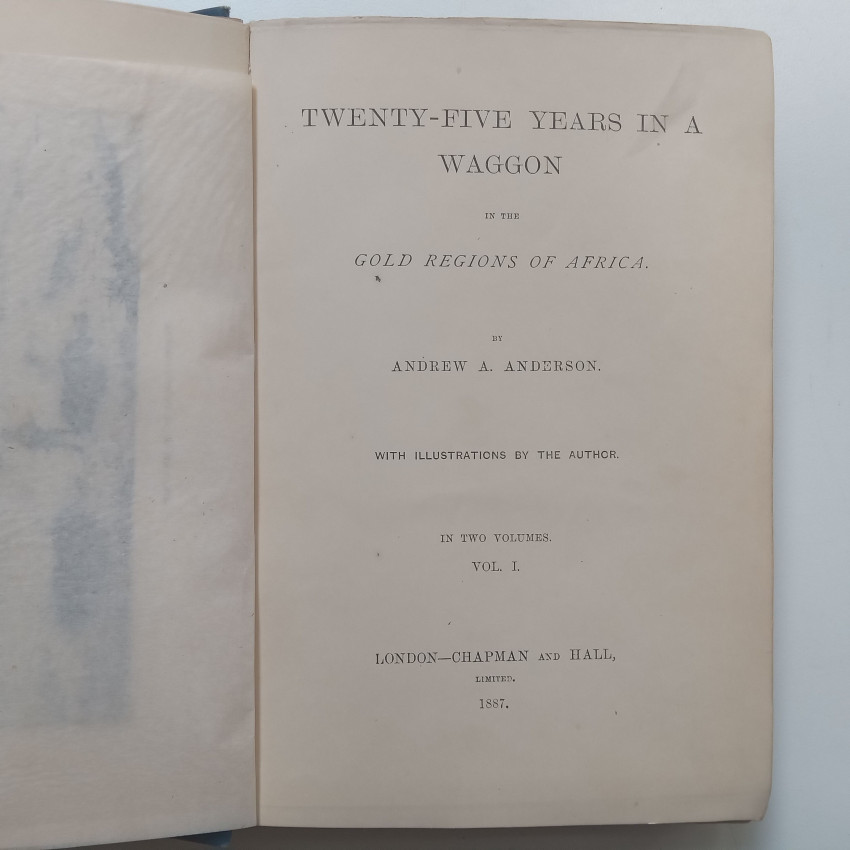 TWENTY-FIVE YEARS IN A
WAGGON
IN THE
GOLD REGIONS OF AFRICA.
BY
ANDREW A. ANDERSON.
WITH ILLUSTRATIONS BY THE AUTHOR.
IN TWO VOLUMES.
VOL. I.
LONDON—CHAPMAN AND HALL,
LIMITED.
1887.